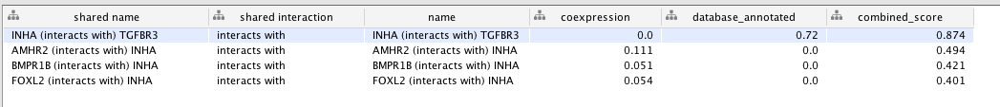 shared name shared interaction name coexpression database_annotated combined_score
INHA (interacts with) TGFBR3 interacts with INHA (interacts with) TGFBR3 0.0 0.72 0.874
AMHR2 (interacts with) INHA interacts with AMHR2 (interacts with) INHA 0.111 0.0 0.494
BMPR1B (interacts with) INHA interacts with BMPR1B (interacts with) INHA 0.051 0.0 0.421
FOXL2 (interacts with) INHA interacts with FOXL2 (interacts with) INHA 0.054 0.0 0.401